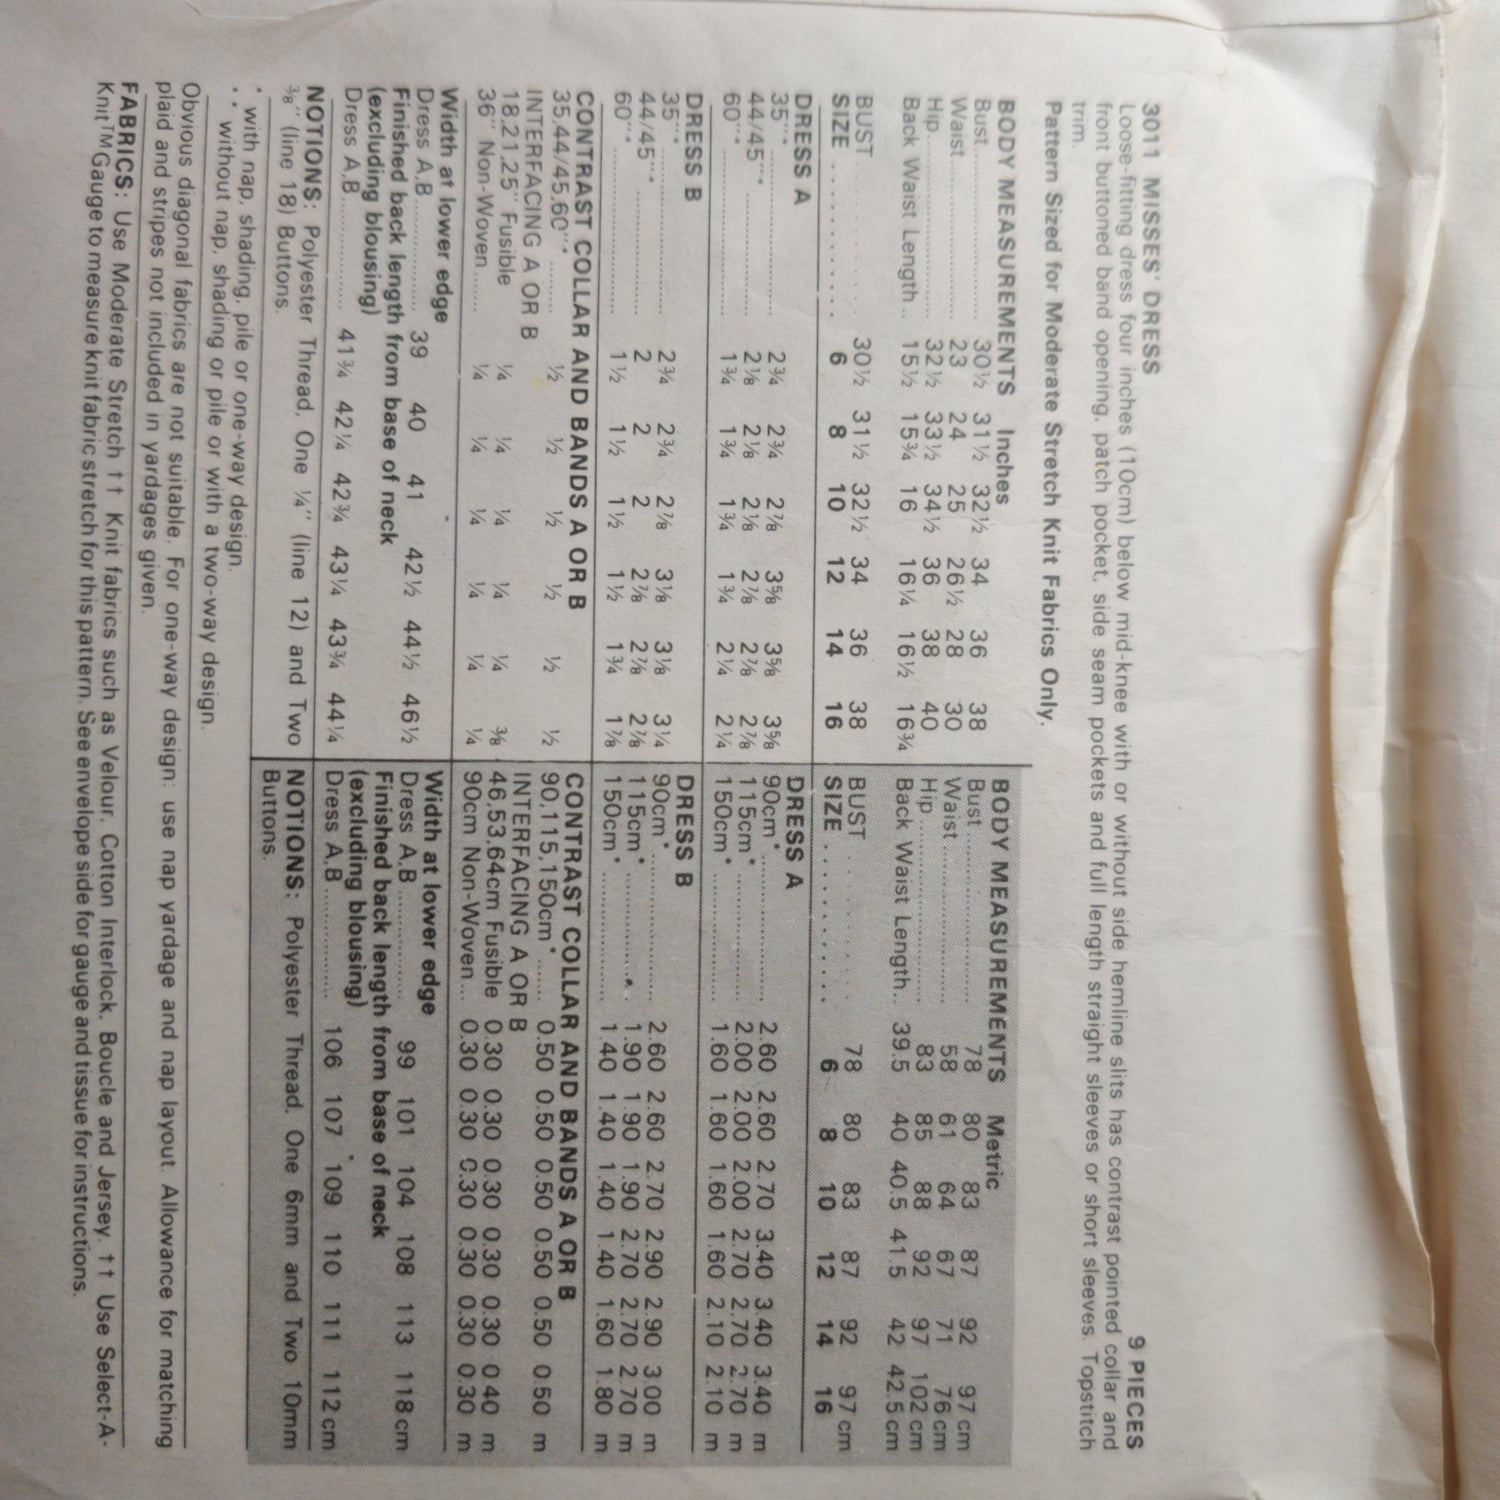 3011 MISSES' DRESS 9 PIECES
Loose-fitting dress four inches (10cm) below mid-knee with or without side hemline slits has contrast pointed collar and
front buttoned band opening, patch pocket, side seam pockets and full length straight sleeves or short sleeves. Topstitch
trim.
Pattern Sized for Moderate Stretch Knit Fabrics Only.
BODY MEASUREMENTS Inches
Bust 30½ 31½ 32½ 34 36 38
Waist 23 24 25 26½ 28 30
Hip 32½ 33½ 34½ 36 38 40
Back Waist Length 15½ 15¾ 16 16¼ 16½ 16¾
BUST 30½ 31½ 32½ 34 36 38
SIZE 6 8 10 12 14 16
DRESS A
35"* 2¾ 2¾ 2⅞ 3⅝ 3⅝ 3⅝
44/45"* 2⅛ 2⅛ 2⅛ 2⅞ 2⅞ 2⅞
60"* 1¾ 1¾ 1¾ 1¾ 2¼ 2¼
DRESS B
35"* 2¾ 2¾ 2⅞ 3⅛ 3⅛ 3¼
44/45"* 2 2 2 2⅞ 2⅞ 2⅞
60"* 1½ 1½ 1½ 1½ 1¾ 1⅞
CONTRAST COLLAR AND BANDS A OR B
35,44/45,60"* ½ ½ ½ ½ ½ ½
INTERFACING A OR B
18,21,25" Fusible ¼ ¼ ¼ ¼ ¼ ⅜
36" Non-Woven ¼ ¼ ¼ ¼ ¼ ¼
Width at lower edge
Dress A,B 39 40 41 42½ 44½ 46½
Finished back length from base of neck
(excluding blousing)
Dress A,B 41¾ 42¼ 42¾ 43¼ 43¾ 44¼
NOTIONS: Polyester Thread, One ¼" (line 12) and Two
⅜" (line 18) Buttons.
BODY MEASUREMENTS Metric
Bust 78 80 83 87 92 97 cm
Waist 58 61 64 67 71 76 cm
Hip 83 85 88 92 97 102 cm
Back Waist Length 39.5 40 40.5 41.5 42 42.5 cm
BUST 78 80 83 87 92 97 cm
SIZE 6 8 10 12 14 16
DRESS A
90cm* 2.60 2.60 2.70 3.40 3.40 3.40 m
115cm* 2.00 2.00 2.00 2.70 2.70 2.70 m
150cm* 1.60 1.60 1.60 1.60 2.10 2.10 m
DRESS B
90cm* 2.60 2.60 2.70 2.90 2.90 3.00 m
115cm* 1.90 1.90 1.90 2.70 2.70 2.70 m
150cm* 1.40 1.40 1.40 1.40 1.60 1.80 m
CONTRAST COLLAR AND BANDS A OR B
90,115,150cm* 0.50 0.50 0.50 0.50 0.50 0.50 m
INTERFACING A OR B
46,53,64cm Fusible 0.30 0.30 0.30 0.30 0.30 0.40 m
90cm Non-Woven 0.30 0.30 0.30 0.30 0.30 0.30 m
Width at lower edge
Dress A,B 99 101 104 108 113 118 cm
Finished back length from base of neck
(excluding blousing)
Dress A,B 106 107 109 110 111 112 cm
NOTIONS: Polyester Thread, One 6mm and Two 10mm
Buttons.
* with nap, shading, pile or one-way design.
** without nap, shading or pile or with a two-way design.
Obvious diagonal fabrics are not suitable. For one-way design: use nap yardage and nap layout. Allowance for matching
plaid and stripes not included in yardages given.
FABRICS: Use Moderate Stretch †† Knit fabrics such as Velour, Cotton Interlock, Boucle and Jersey. †† Use Select-A-
Knit™ Gauge to measure knit fabric stretch for this pattern. See envelope side for gauge and tissue for instructions.